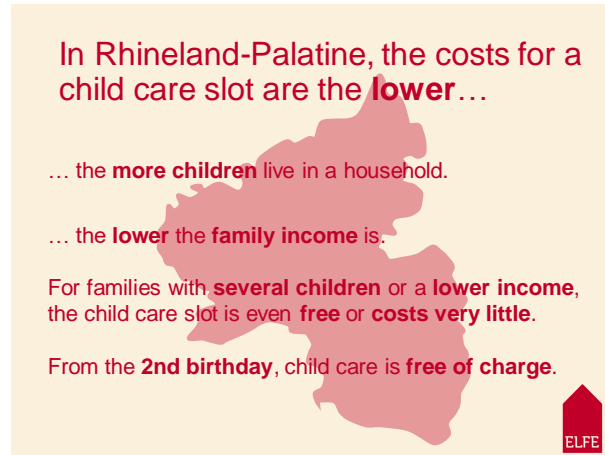 In Rhineland-Palatine, the costs for a
child care slot are the lower…
… the more children live in a household.
… the lower the family income is.
For families with several children or a lower income,
the child care slot is even free or costs very little.
From the 2nd birthday, child care is free of charge.
ELFE